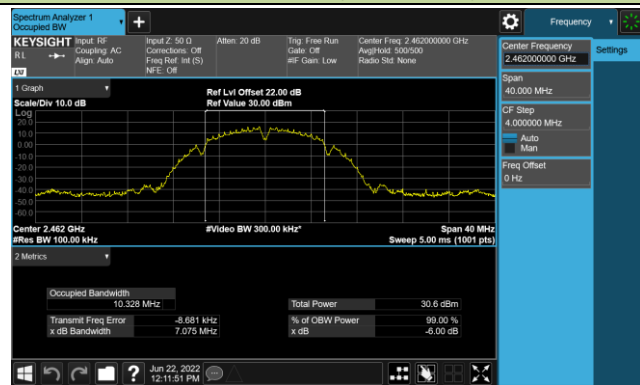 Spectrum Analyzer 1
Occupied BW
Frequency
KEYSIGHT
RL
Input: RF
Coupling: AC
Align: Auto
Input Z: 50 Ω
Corrections: Off
Freq Ref: Int (S)
NFE: Off
Atten: 20 dB
Trig: Free Run
Gate: Off
#IF Gain: Low
Center Freq: 2.462000000 GHz
Avg|Hold: 500/500
Radio Std: None
LXI
Center Frequency
2.462000000 GHz
Settings
Span
40.000 MHz
CF Step
4.000000 MHz
Auto
Man
Freq Offset
0 Hz
1 Graph
Scale/Div 10.0 dB
Ref Lvl Offset 22.00 dB
Ref Value 30.00 dBm
Log
20.0
10.0
0.00
-10.0
-20.0
-30.0
-40.0
-50.0
-60.0
Center 2.462 GHz
#Res BW 100.00 kHz
#Video BW 300.00 kHz*
Span 40 MHz
Sweep 5.00 ms (1001 pts)
2 Metrics
Occupied Bandwidth
10.328 MHz
Total Power 30.6 dBm
Transmit Freq Error -8.681 kHz
% of OBW Power 99.00 %
x dB Bandwidth 7.075 MHz
x dB -6.00 dB
?
Jun 22, 2022
12:11:51 PM